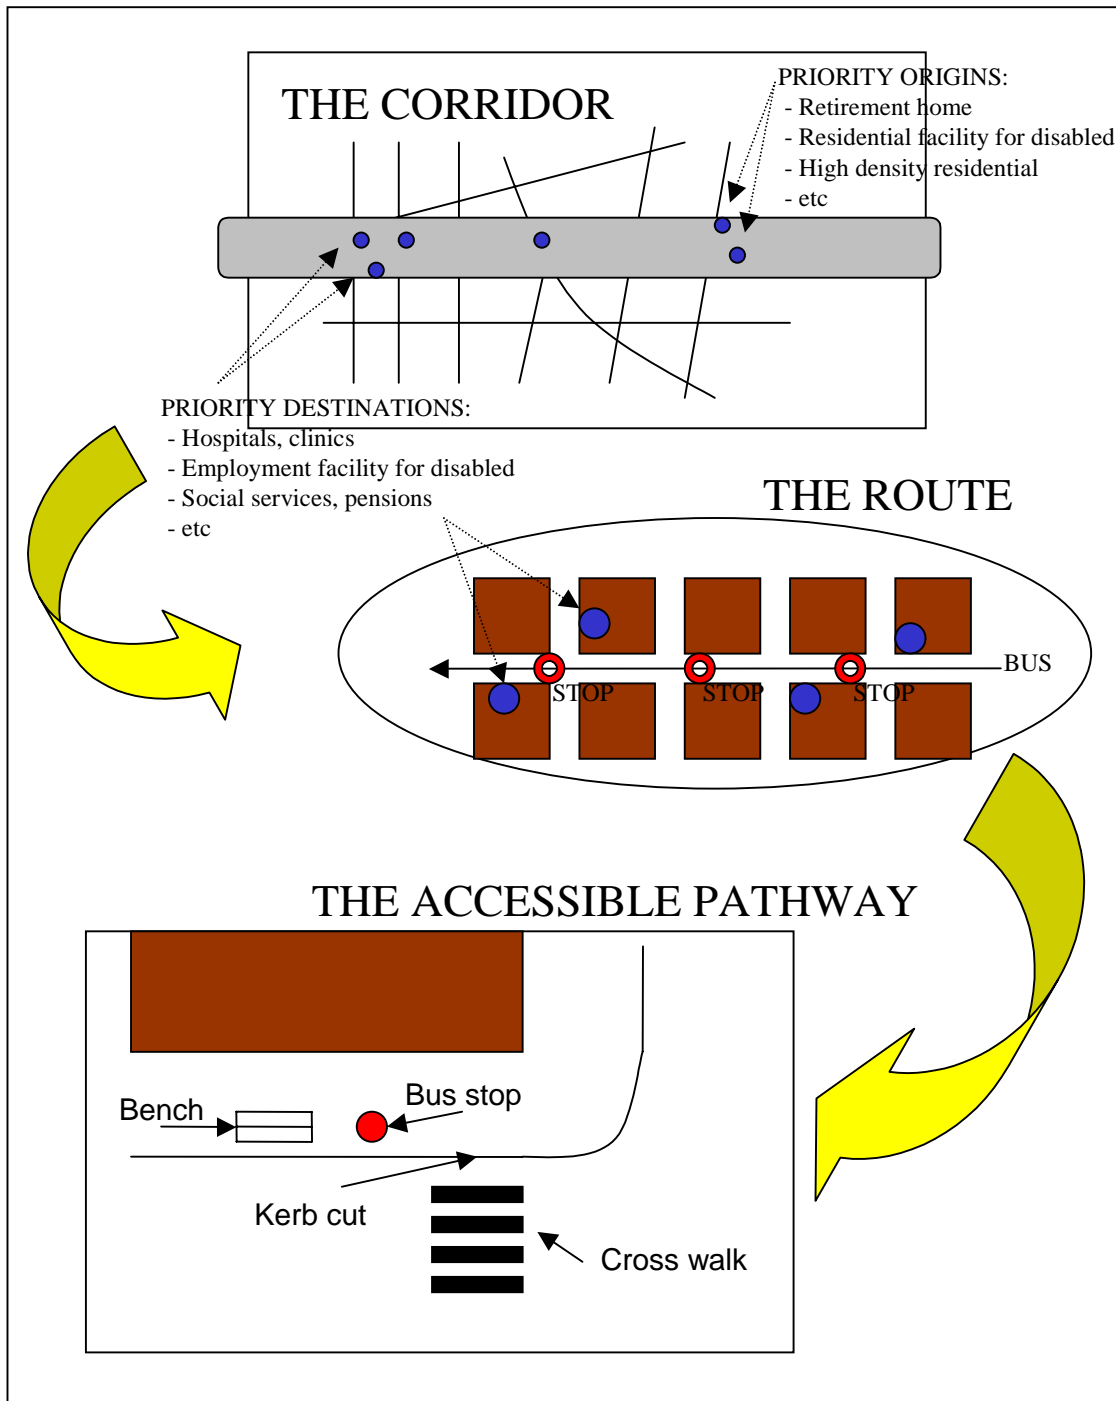 THE CORRIDOR
PRIORITY ORIGINS:
- Retirement home
- Residential facility for disabled
- High density residential
- etc
PRIORITY DESTINATIONS:
- Hospitals, clinics
- Employment facility for disabled
- Social services, pensions
- etc
THE ROUTE
BUS
STOP
STOP
STOP
THE ACCESSIBLE PATHWAY
Bus stop
Bench
Kerb cut
Cross walk